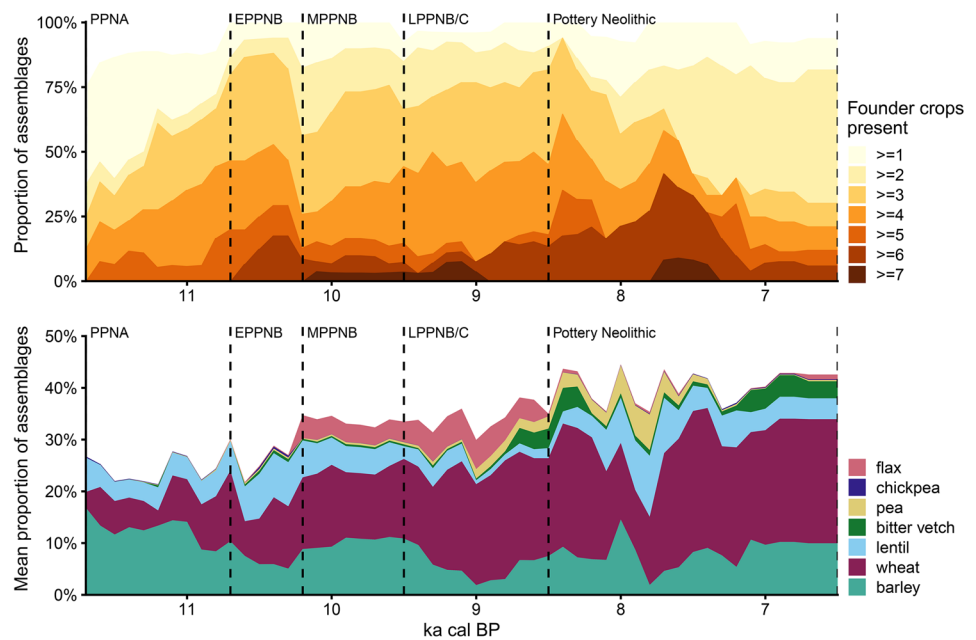 PPNA EPPNB MPPNB LPPNB/C Pottery Neolithic
100%
75%
50%
25%
0%
Proportion of assemblages
11 10 9 8 7
Founder crops
present
>=1
>=2
>=3
>=4
>=5
>=6
>=7
PPNA EPPNB MPPNB LPPNB/C Pottery Neolithic
50%
40%
30%
20%
10%
0%
Mean proportion of assemblages
11 10 9 8 7
ka cal BP
flax
chickpea
pea
bitter vetch
lentil
wheat
barley